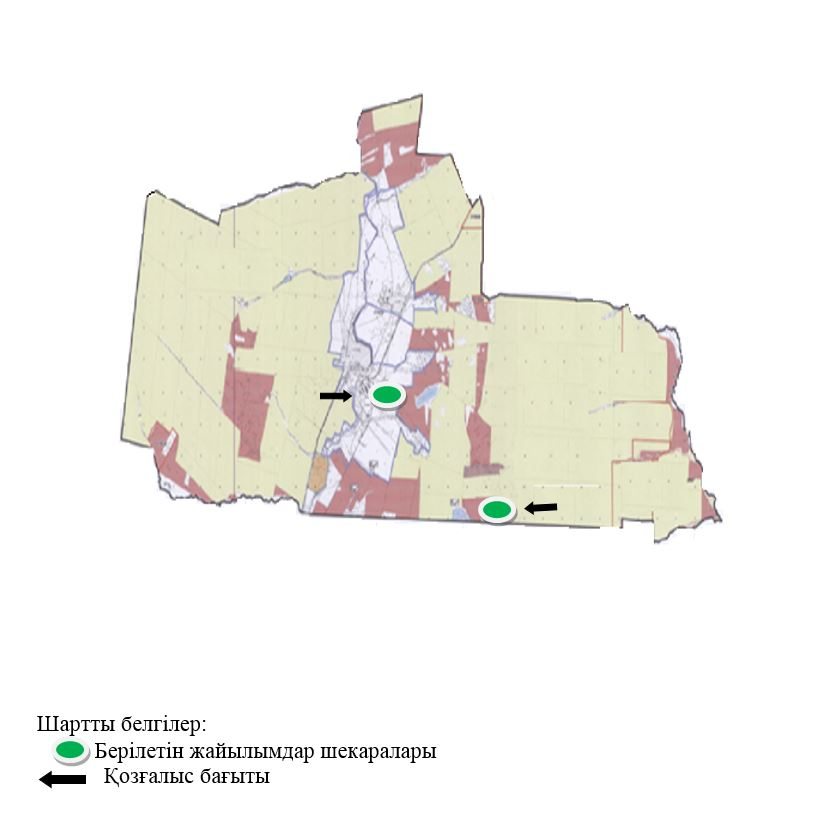 Шартты белгілер:
Берілетін жайылымдар шекаралары
Қозғалыс бағыты